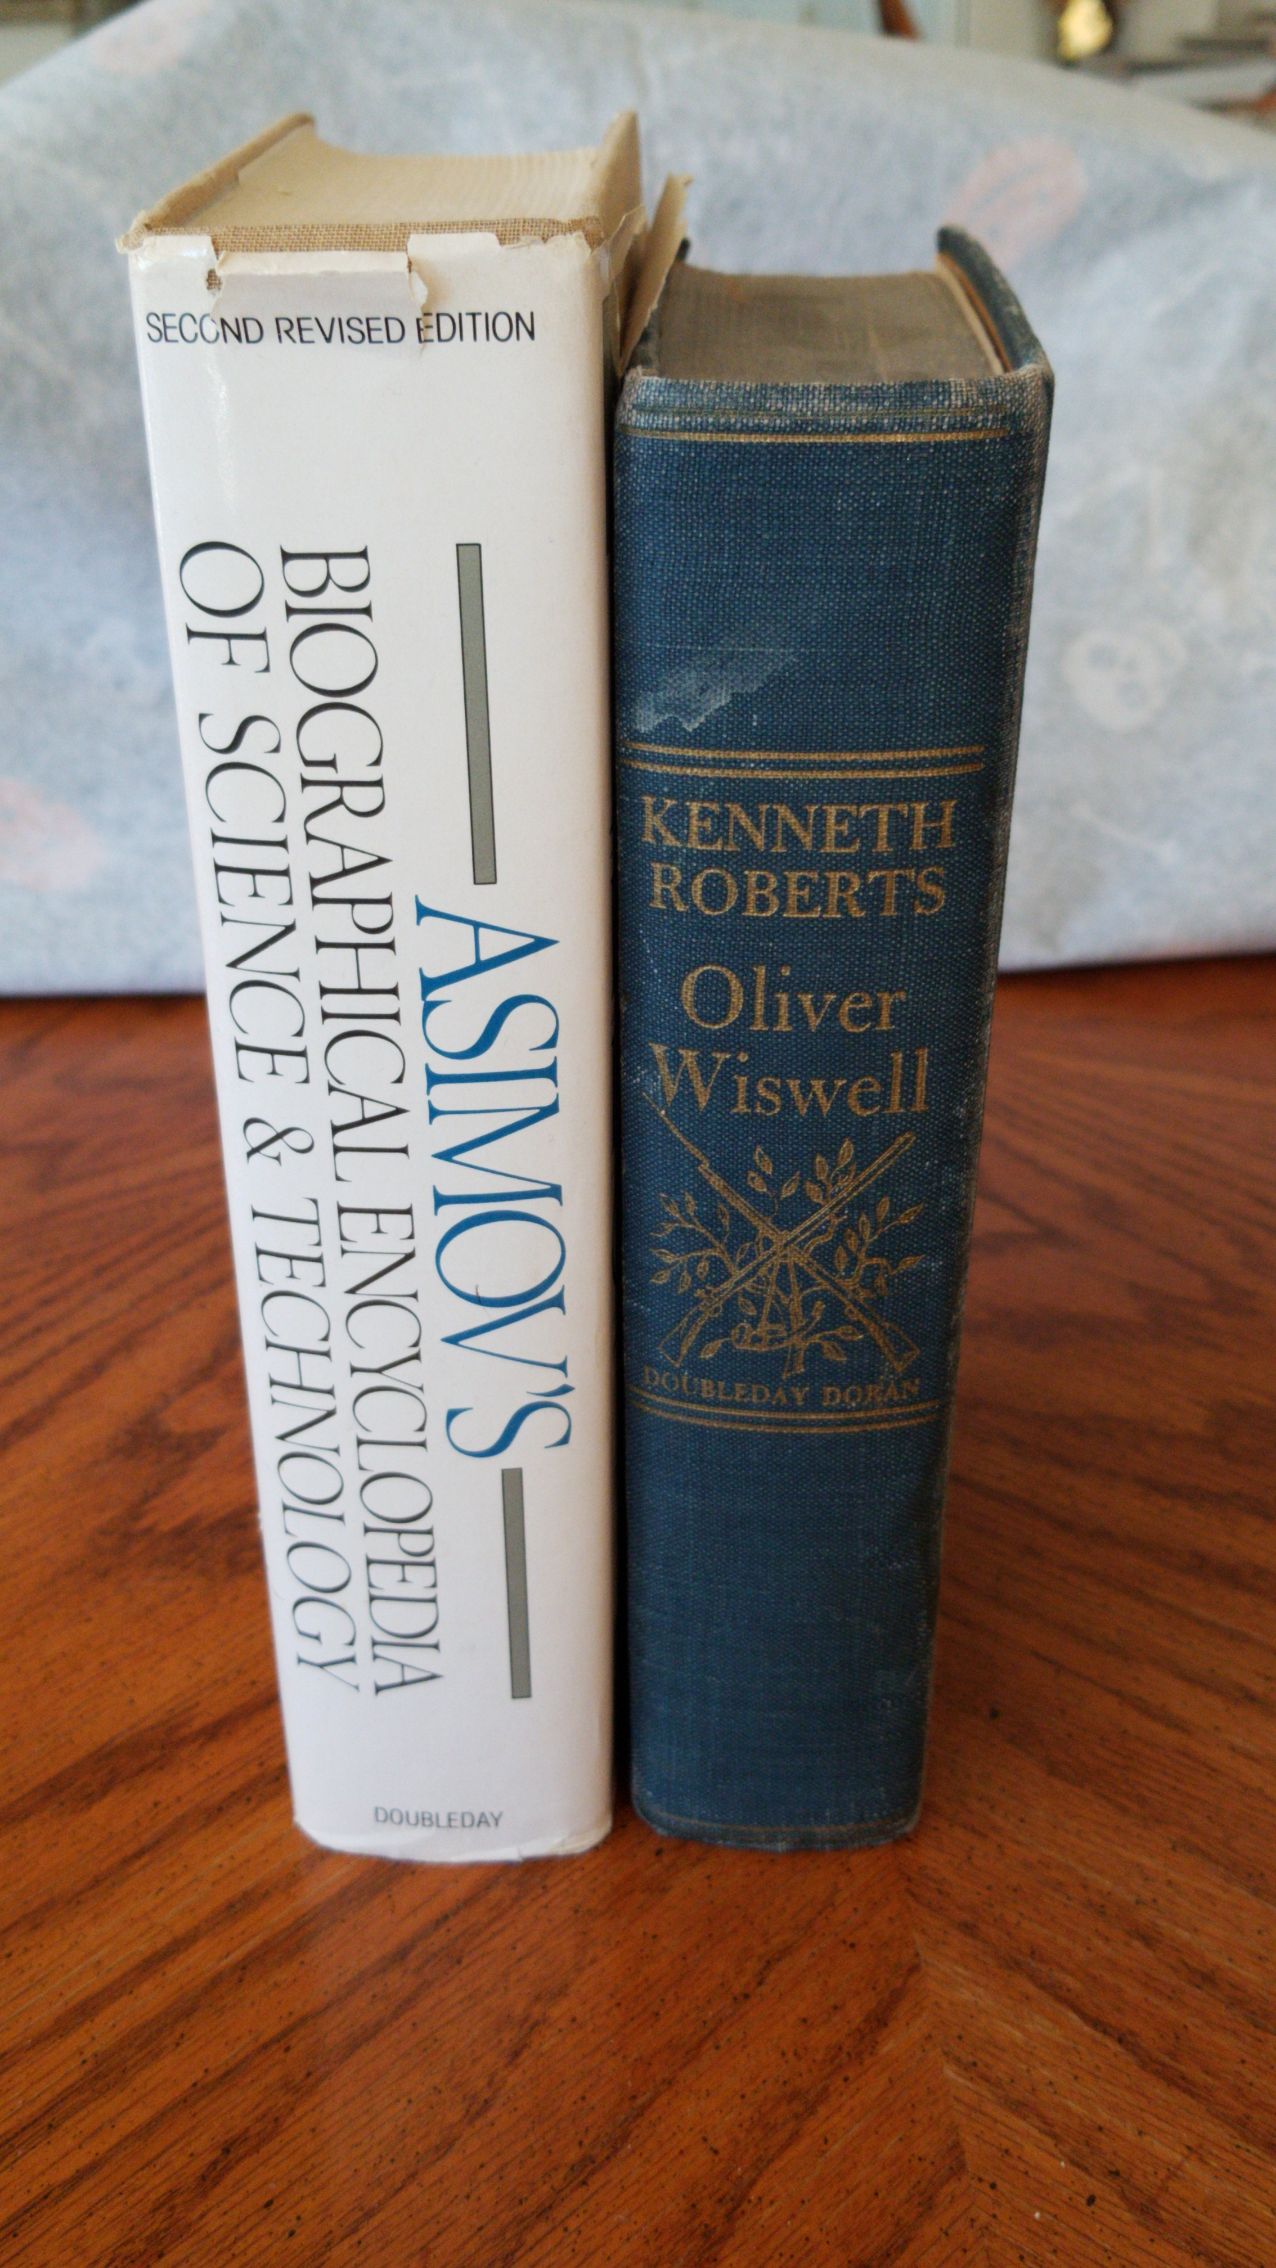 SECOND REVISED EDITION
ASIMOV'S
BIOGRAPHICAL ENCYCLOPEDIA
OF SCIENCE & TECHNOLOGY
DOUBLEDAY
KENNETH
ROBERTS
Oliver
Wiswell
DOUBLEDAY DORAN